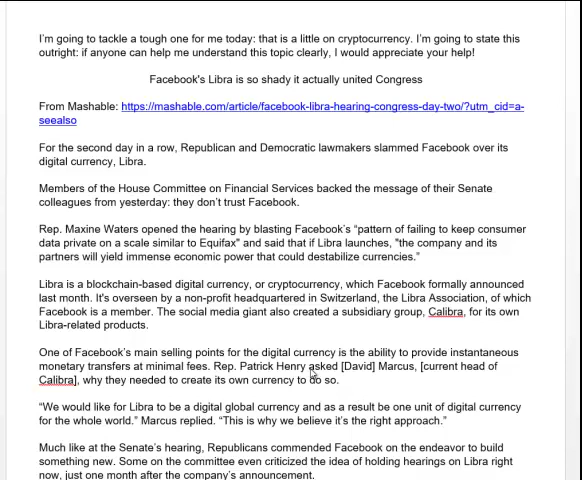 I'm going to tackle a tough one for me today: that is a little on cryptocurrency. I'm going to state this
outright: if anyone can help me understand this topic clearly, I would appreciate your help!
Facebook's Libra is so shady it actually united Congress
From Mashable: https://mashable.com/article/facebook-libra-hearing-congress-day-two/?utm_cid=a-
seealso
For the second day in a row, Republican and Democratic lawmakers slammed Facebook over its
digital currency, Libra.
Members of the House Committee on Financial Services backed the message of their Senate
colleagues from yesterday: they don't trust Facebook.
Rep. Maxine Waters opened the hearing by blasting Facebook's “pattern of failing to keep consumer
data private on a scale similar to Equifax" and said that if Libra launches, "the company and its
partners will yield immense economic power that could destabilize currencies.”
Libra is a blockchain-based digital currency, or cryptocurrency, which Facebook formally announced
last month. It's overseen by a non-profit headquartered in Switzerland, the Libra Association, of which
Facebook is a member. The social media giant also created a subsidiary group, Calibra, for its own
Libra-related products.
One of Facebook's main selling points for the digital currency is the ability to provide instantaneous
monetary transfers at minimal fees. Rep. Patrick Henry asked [David] Marcus, [current head of
Calibra], why they needed to create its own currency to do so.
“We would like for Libra to be a digital global currency and as a result be one unit of digital currency
for the whole world.” Marcus replied. “This is why we believe it's the right approach.”
Much like at the Senate's hearing, Republicans commended Facebook on the endeavor to build
something new. Some on the committee even criticized the idea of holding hearings on Libra right
now, just one month after the company's announcement.